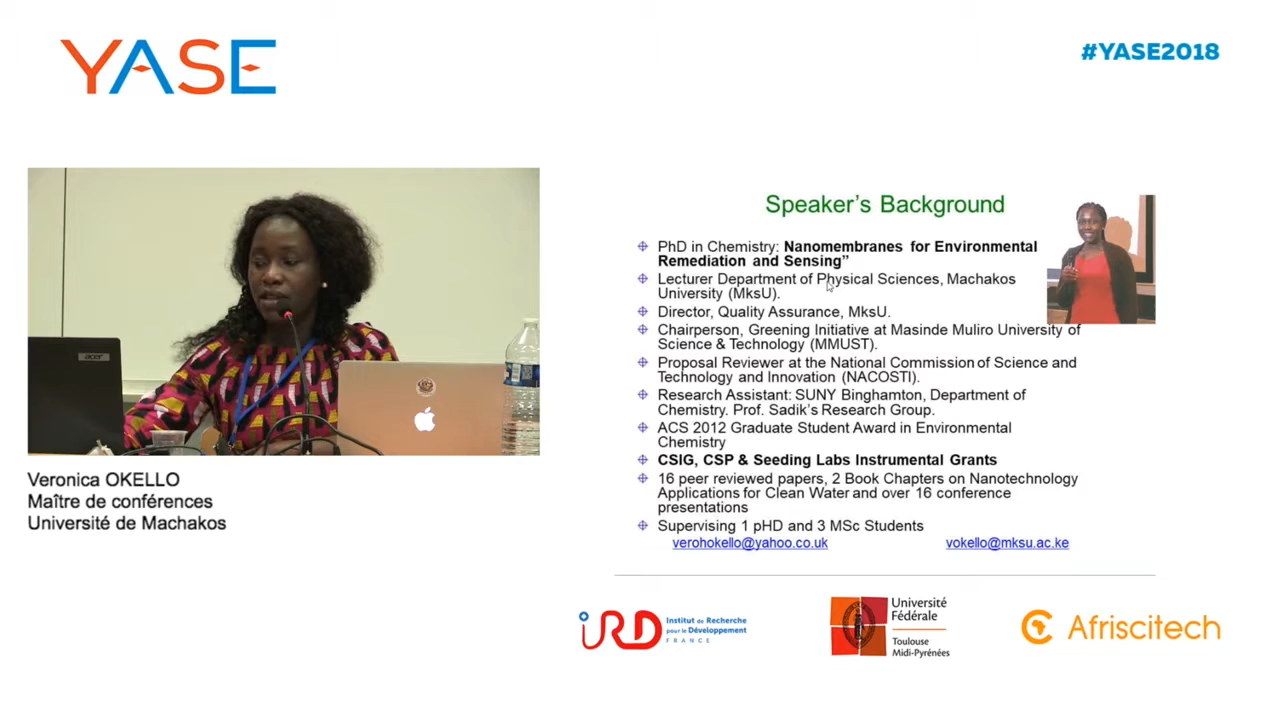 YASE
#YASE2018
acer
Veronica OKELLO
Maître de conférences
Université de Machakos
Speaker's Background
PhD in Chemistry: Nanomembranes for Environmental
Remediation and Sensing”
Lecturer Department of Physical Sciences, Machakos
University (MksU).
Director, Quality Assurance, MksU.
Chairperson, Greening Initiative at Masinde Muliro University of
Science & Technology (MMUST).
Proposal Reviewer at the National Commission of Science and
Technology and Innovation (NACOSTI).
Research Assistant: SUNY Binghamton, Department of
Chemistry. Prof. Sadik's Research Group.
ACS 2012 Graduate Student Award in Environmental
Chemistry
CSIG, CSP & Seeding Labs Instrumental Grants
16 peer reviewed papers, 2 Book Chapters on Nanotechnology
Applications for Clean Water and over 16 conference
presentations
Supervising 1 pHD and 3 MSc Students
verohokello@yahoo.co.uk vokello@mksu.ac.ke
IRD
Institut de Recherche
pour le Développement
FRANCE
Université
Fédérale
Toulouse
Midi-Pyrénées
Afriscitech